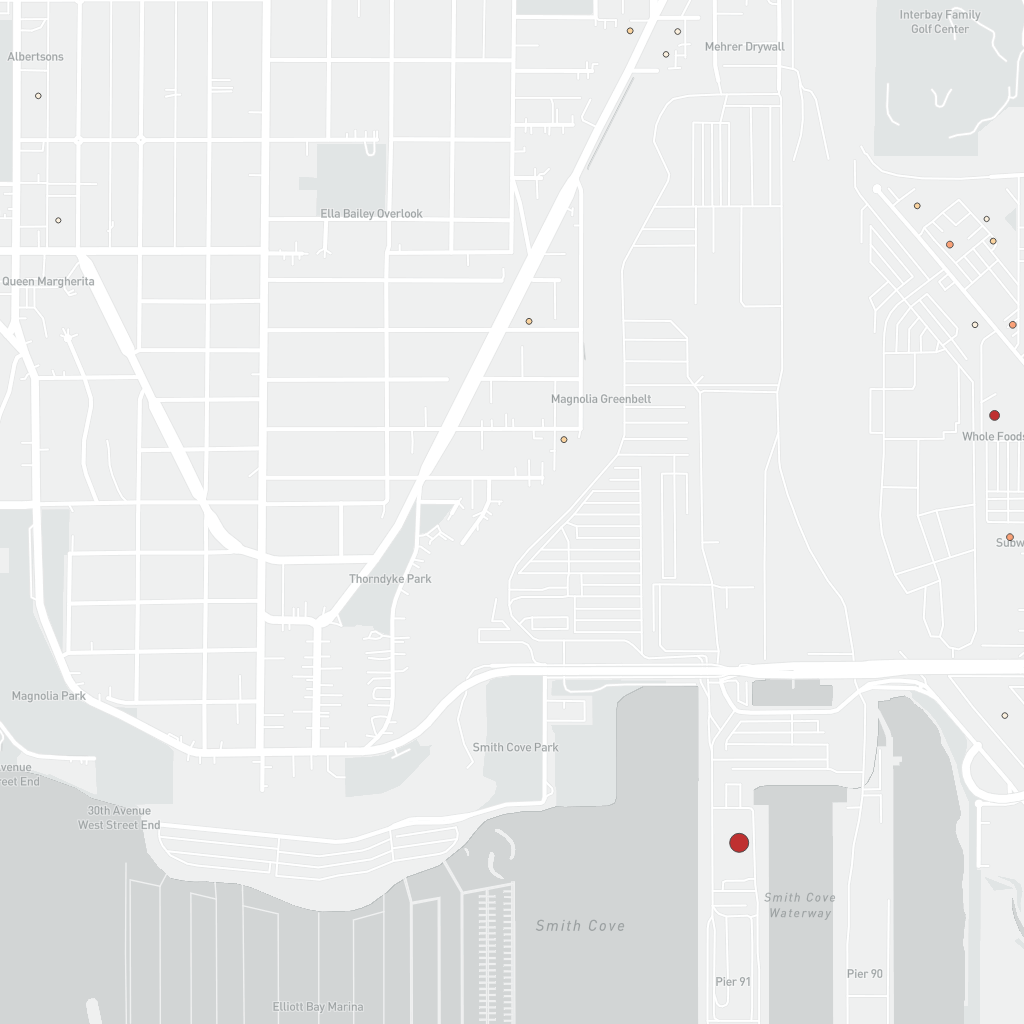 Interbay Family
Golf Center
Mehrer Drywall
Albertsons
Ella Bailey Overlook
Queen Margherita
Magnolia Greenbelt
Whole Foods
Subw
Thorndyke Park
Magnolia Park
Smith Cove Park
venue
reet End
30th Avenue
West Street End
Smith Cove
Smith Cove
Waterway
Pier 91
Pier 90
Elliott Bay Marina